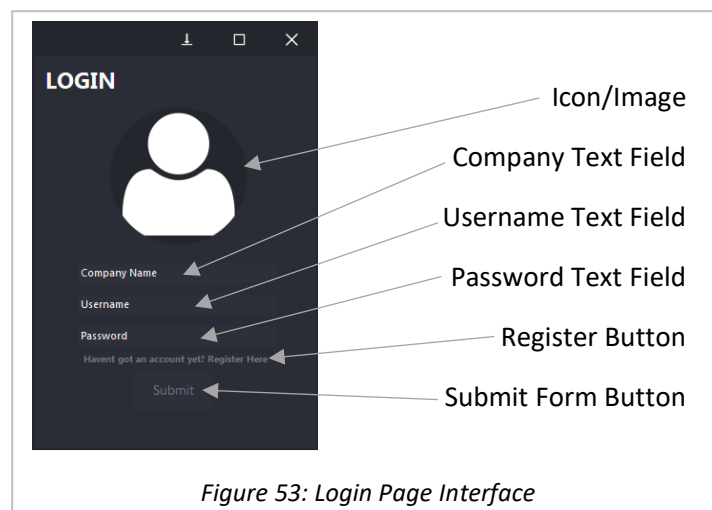 LOGIN
Icon/Image
Company Text Field
Username Text Field
Password Text Field
Register Button
Submit Form Button
Company Name
Username
Password
Havent got an account yet? Register Here
Submit
Figure 53: Login Page Interface